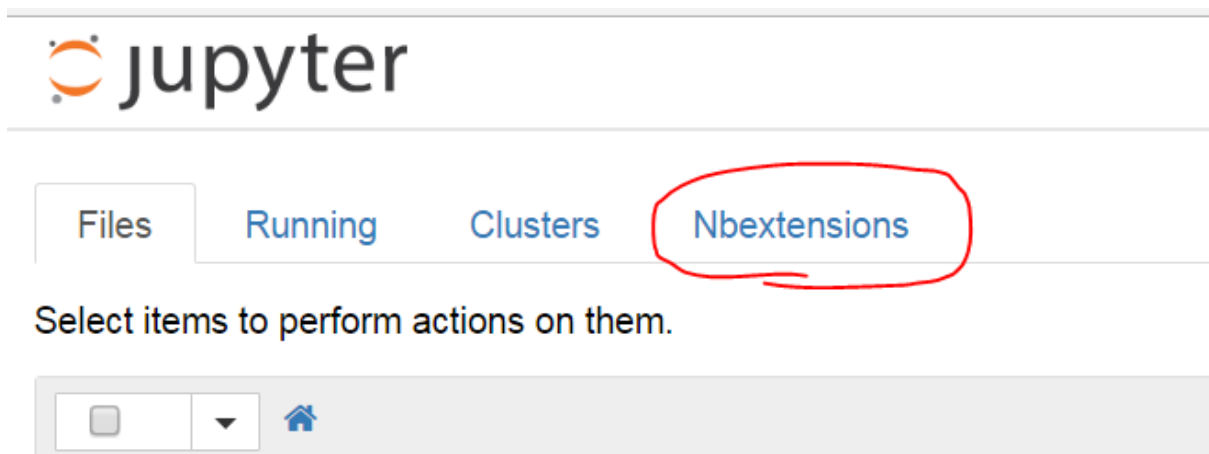 jupyter
Files Running Clusters Nbextensions
Select items to perform actions on them.